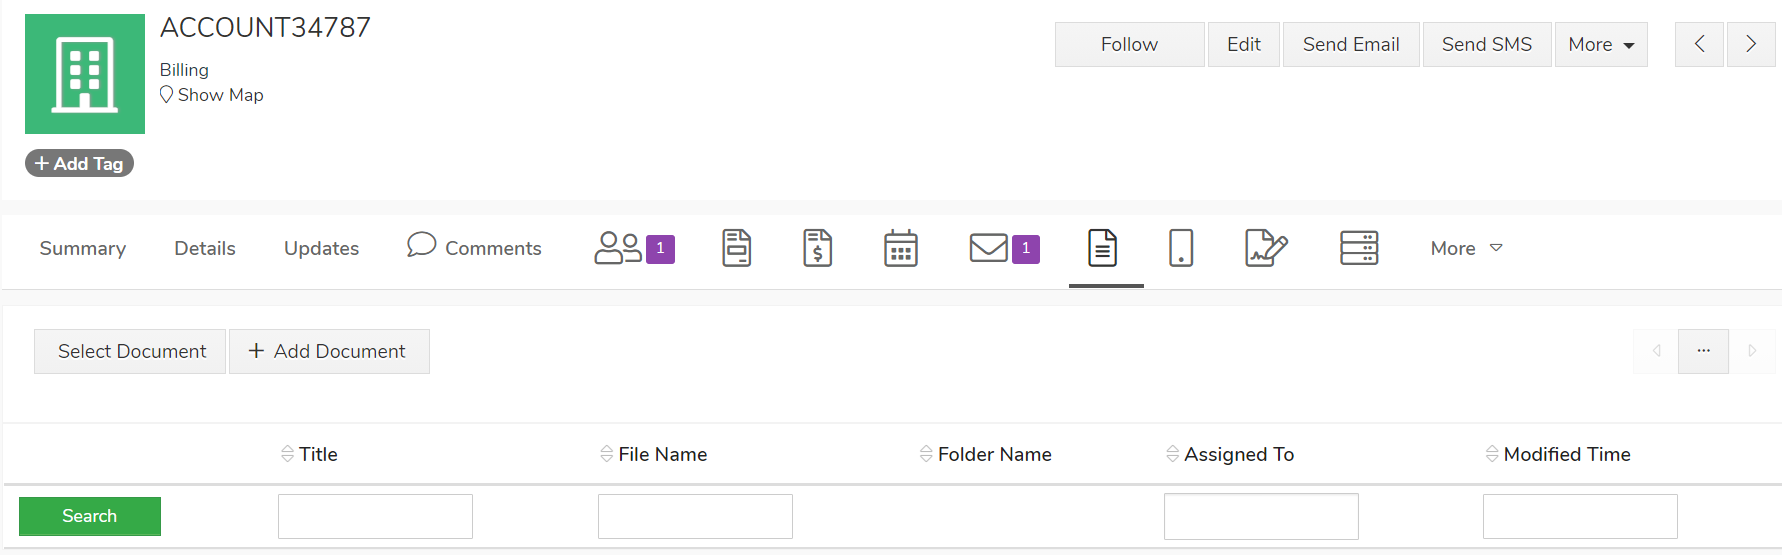 ACCOUNT34787
Follow Edit Send Email Send SMS More
Billing
Show Map
+ Add Tag
Summary Details Updates Comments 1 1 More
Select Document + Add Document ...
Title File Name Folder Name Assigned To Modified Time
Search